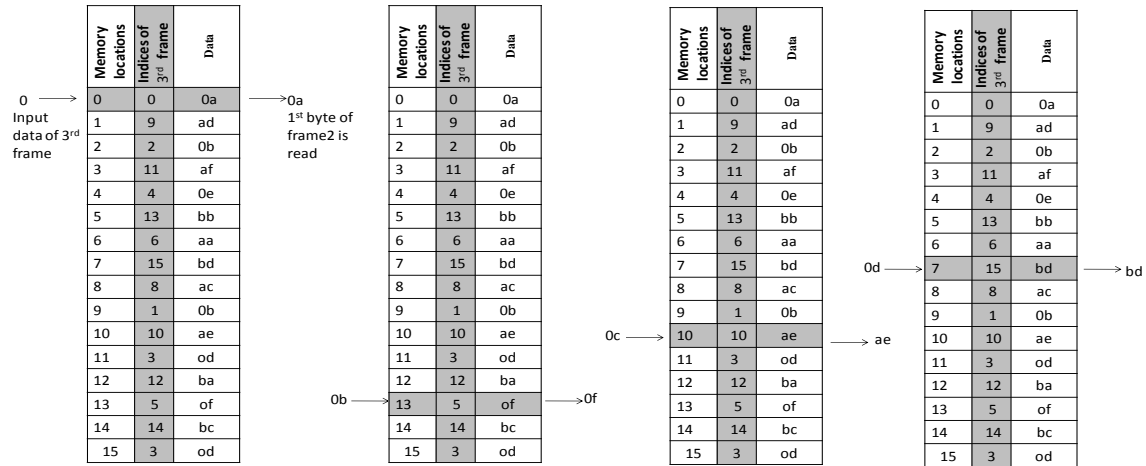 Memory locations Indices of 3rd frame Data
0 0 0a
1 9 ad
2 2 0b
3 11 af
4 4 0e
5 13 bb
6 6 aa
7 15 bd
8 8 ac
9 1 0b
10 10 ae
11 3 od
12 12 ba
13 5 of
14 14 bc
15 3 od
0
Input
data of 3rd
frame
0a
1st byte of
frame2 is
read
Memory locations Indices of 3rd frame Data
0 0 0a
1 9 ad
2 2 0b
3 11 af
4 4 0e
5 13 bb
6 6 aa
7 15 bd
8 8 ac
9 1 0b
10 10 ae
11 3 od
12 12 ba
0b 13 5 of 0f
14 14 bc
15 3 od
Memory locations Indices of 3rd frame Data
0 0 0a
1 9 ad
2 2 0b
3 11 af
4 4 0e
5 13 bb
6 6 aa
7 15 bd
8 8 ac
9 1 0b
0c 10 10 ae ae
11 3 od
12 12 ba
13 5 of
14 14 bc
15 3 od
Memory locations Indices of 3rd frame Data
0 0 0a
1 9 ad
2 2 0b
3 11 af
4 4 0e
5 13 bb
6 6 aa
0d 7 15 bd bd
8 8 ac
9 1 0b
10 10 ae
11 3 od
12 12 ba
13 5 of
14 14 bc
15 3 od